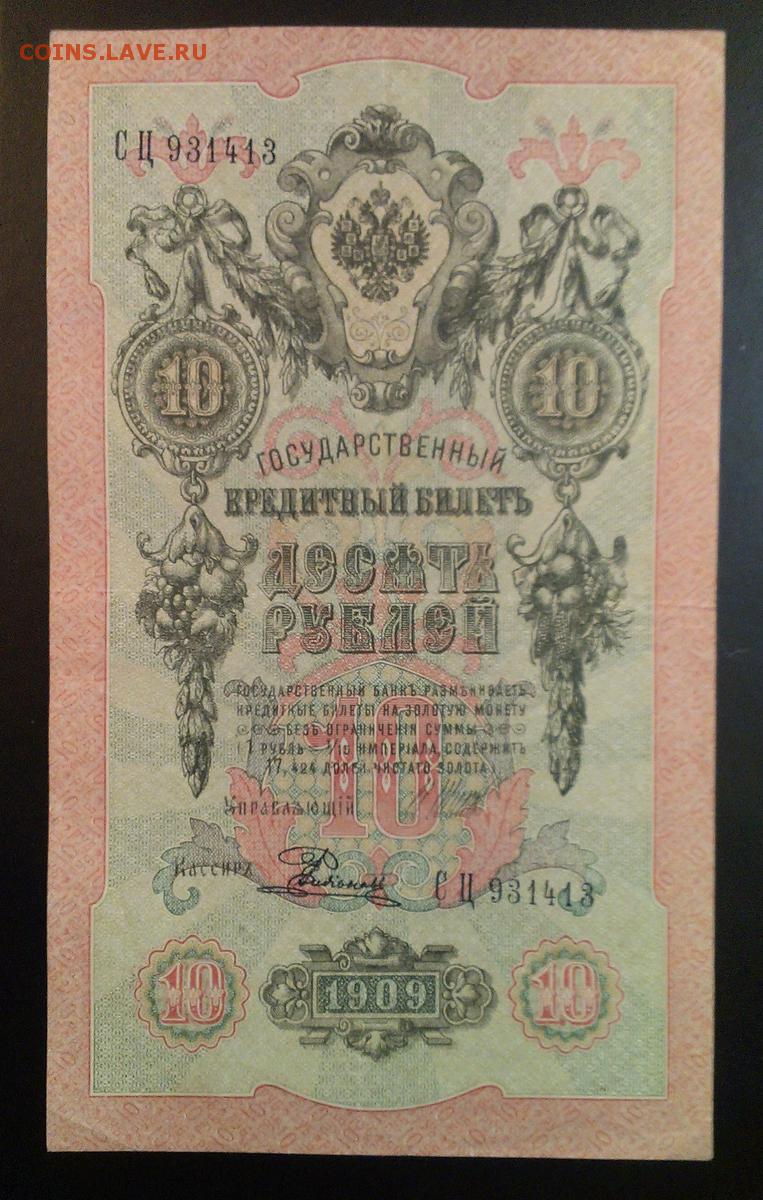 COINS.LAVE.RU
СЦ 931413
10 10
ГОСУДАРСТВЕННЫЙ
КРЕДИТНЫЙ БИЛЕТЪ
ДЕСЯТЬ
РУБЛЕЙ
ГОСУДАРСТВЕННЫЙ БАНКЪ РАЗМѢНИВАЕТЪ
КРЕДИТНЫЕ БИЛЕТЫ НА ЗОЛОТУЮ МОНЕТУ
БЕЗЪ ОГРАНИЧЕНІЯ СУММЫ
(1 РУБЛЬ = 1/15 ИМПЕРІАЛА, СОДЕРЖИТЪ
17,424 ДОЛЕЙ ЧИСТАГО ЗОЛОТА)
10
УПРАВЛЯЮЩІЙ
Кассиръ
СЦ 931413
10 1909 10